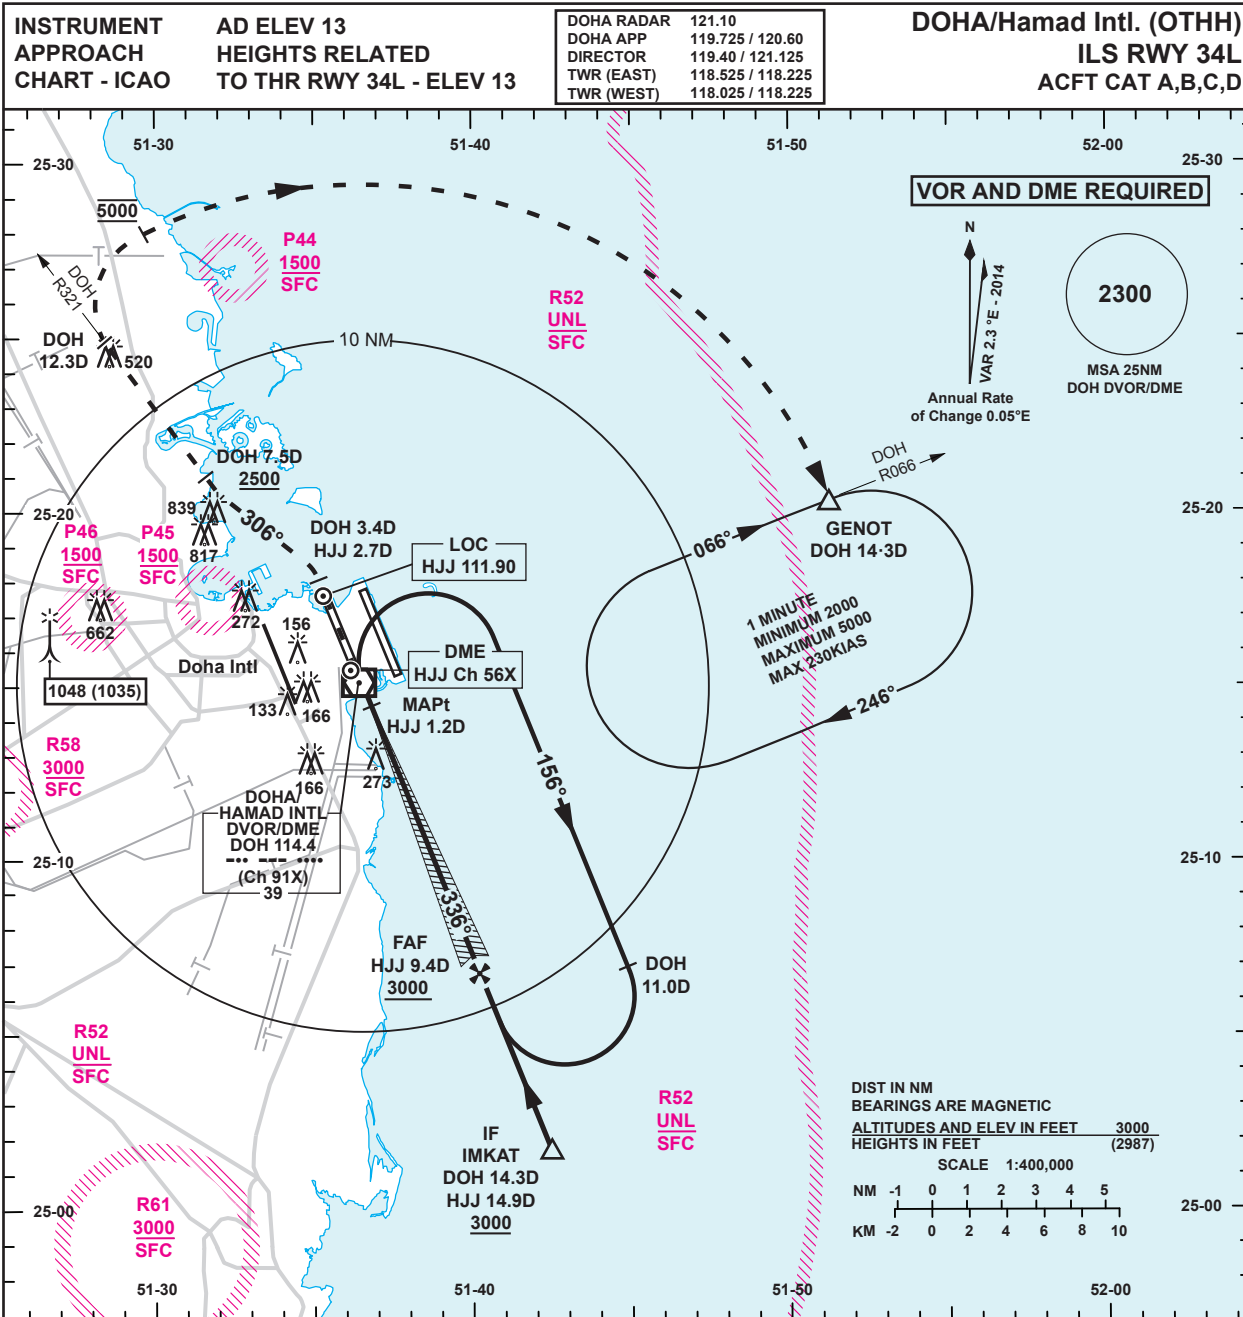 INSTRUMENT
APPROACH
CHART - ICAO
AD ELEV 13
HEIGHTS RELATED
TO THR RWY 34L - ELEV 13
DOHA RADAR 121.10
DOHA APP 119.725 / 120.60
DIRECTOR 119.40 / 121.125
TWR (EAST) 118.525 / 118.225
TWR (WEST) 118.025 / 118.225
DOHA/Hamad Intl. (OTHH)
ILS RWY 34L
ACFT CAT A,B,C,D
51-30
51-40
51-50
52-00
25-30
25-30
VOR AND DME REQUIRED
5000
P44
1500
SFC
R52
UNL
SFC
N
VAR 2.3 °E - 2014
Annual Rate
of Change 0.05°E
2300
MSA 25NM
DOH DVOR/DME
DOH
R321
DOH
12.3D
520
10 NM
DOH 7.5D
2500
306°
839
817
DOH
R066
GENOT
DOH 14·3D
066°
25-20
25-20
P46
1500
SFC
P45
1500
SFC
DOH 3.4D
HJJ 2.7D
LOC
HJJ 111.90
1 MINUTE
MINIMUM 2000
MAXIMUM 5000
MAX 230KIAS
246°
662
272
156
Doha Intl
DME
HJJ Ch 56X
1048 (1035)
133
166
MAPt
HJJ 1.2D
R58
3000
SFC
166
273
156°
DOHA/
HAMAD INTL
DVOR/DME
DOH 114.4
(Ch 91X)
39
25-10
25-10
336°
FAF
HJJ 9.4D
3000
DOH
11.0D
R52
UNL
SFC
R52
UNL
SFC
IF
IMKAT
DOH 14.3D
HJJ 14.9D
3000
DIST IN NM
BEARINGS ARE MAGNETIC
ALTITUDES AND ELEV IN FEET 3000
HEIGHTS IN FEET (2987)
SCALE 1:400,000
NM -1 0 1 2 3 4 5
KM -2 0 2 4 6 8 10
R61
3000
SFC
25-00
25-00
51-30
51-40
51-50
52-00